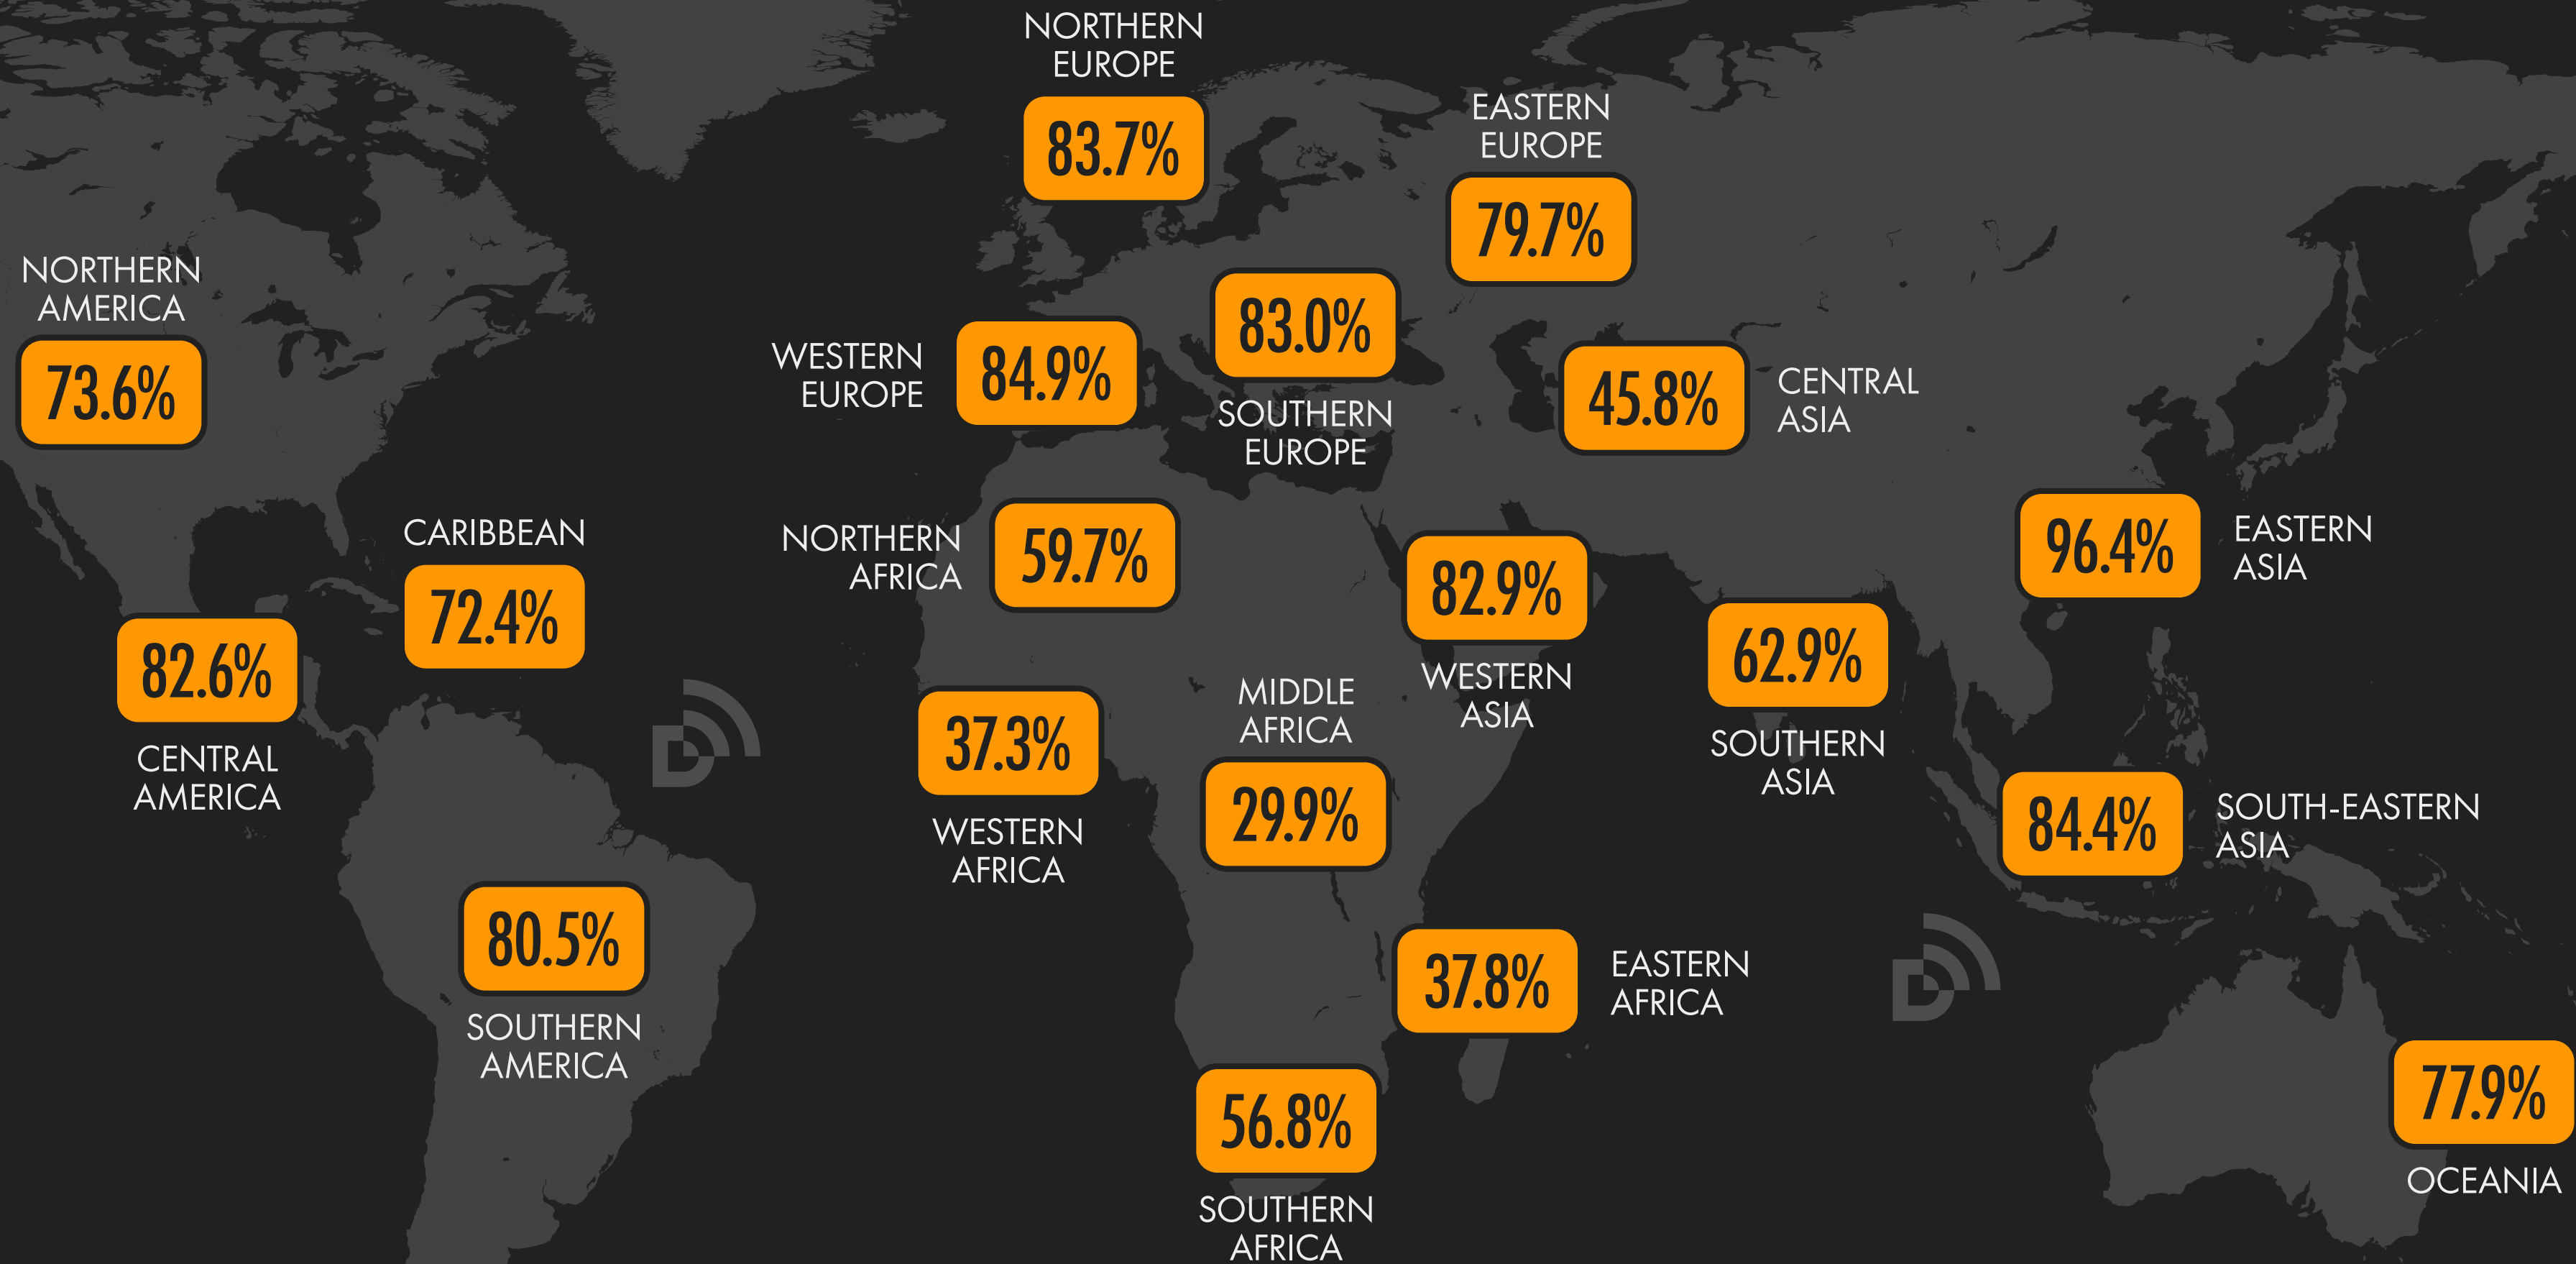 NORTHERN
EUROPE
83.7%
EASTERN
EUROPE
79.7%
NORTHERN
AMERICA
73.6%
WESTERN
EUROPE
84.9%
83.0%
SOUTHERN
EUROPE
45.8%
CENTRAL
ASIA
CARIBBEAN
72.4%
NORTHERN
AFRICA
59.7%
82.9%
WESTERN
ASIA
96.4%
EASTERN
ASIA
82.6%
CENTRAL
AMERICA
62.9%
SOUTHERN
ASIA
37.3%
WESTERN
AFRICA
MIDDLE
AFRICA
29.9%
84.4%
SOUTH-EASTERN
ASIA
80.5%
SOUTHERN
AMERICA
37.8%
EASTERN
AFRICA
56.8%
SOUTHERN
AFRICA
77.9%
OCEANIA